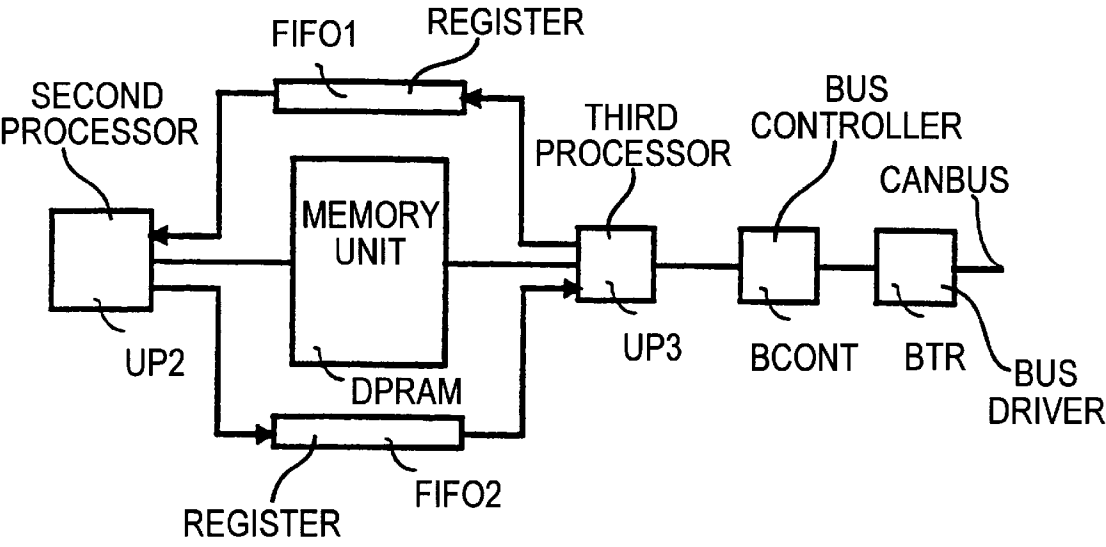 FIFO1
REGISTER
SECOND
PROCESSOR
THIRD
PROCESSOR
BUS
CONTROLLER
CANBUS
MEMORY
UNIT
UP2
DPRAM
UP3
BCONT
BTR
BUS
DRIVER
FIFO2
REGISTER